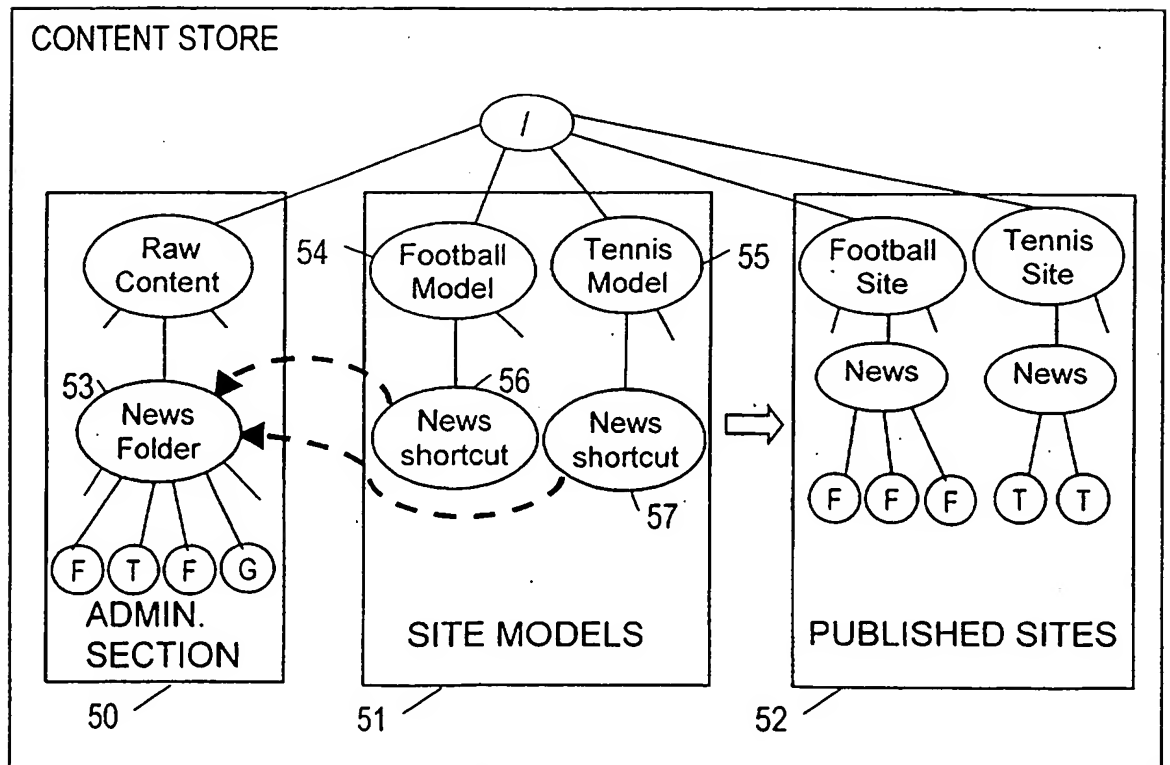 CONTENT STORE
/
Raw
Content
54
Football
Model
Tennis
Model
55
Football
Site
Tennis
Site
53
News
Folder
56
News
shortcut
News
shortcut
57
News
News
F
T
F
G
F
F
F
T
T
ADMIN.
SECTION
SITE MODELS
PUBLISHED SITES
50
51
52